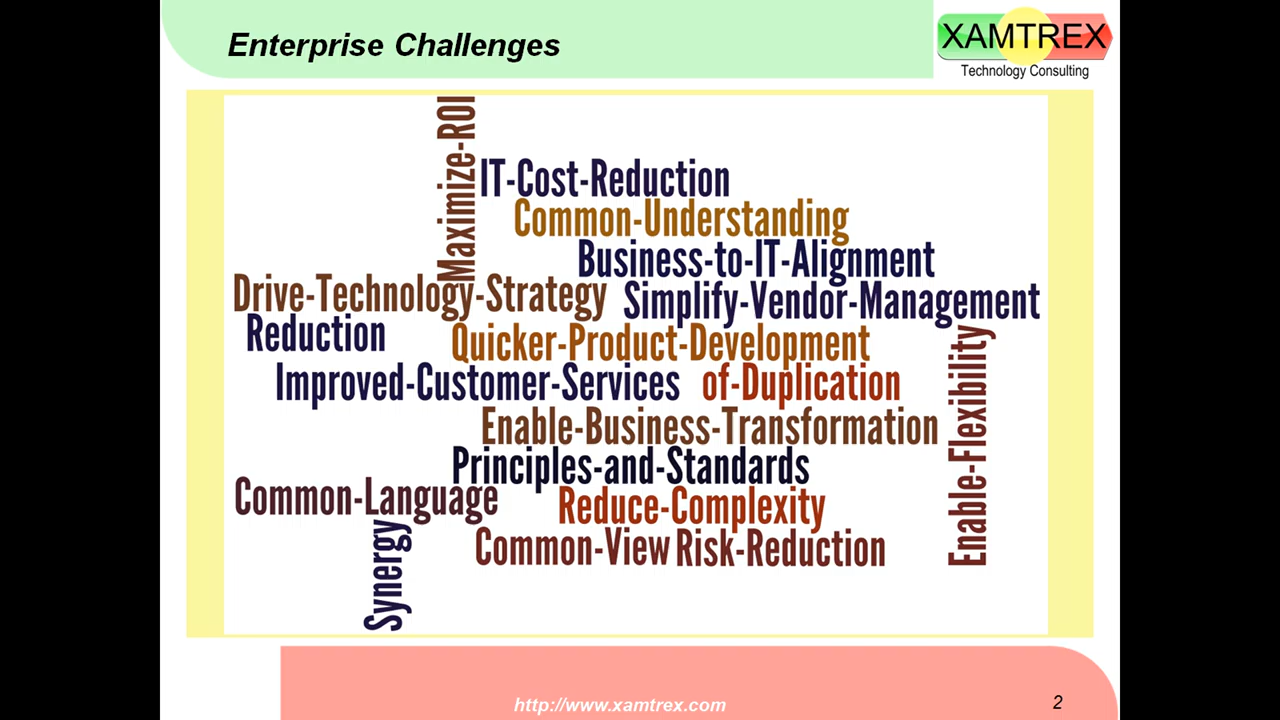 Enterprise Challenges
XAMTREX
Technology Consulting
Maximize-ROI
IT-Cost-Reduction
Common-Understanding
Business-to-IT-Alignment
Drive-Technology-Strategy
Simplify-Vendor-Management
Reduction
Quicker-Product-Development
Improved-Customer-Services
of-Duplication
Enable-Flexibility
Enable-Business-Transformation
Principles-and-Standards
Common-Language
Reduce-Complexity
Common-View
Risk-Reduction
Synergy
http://www.xamtrex.com
2